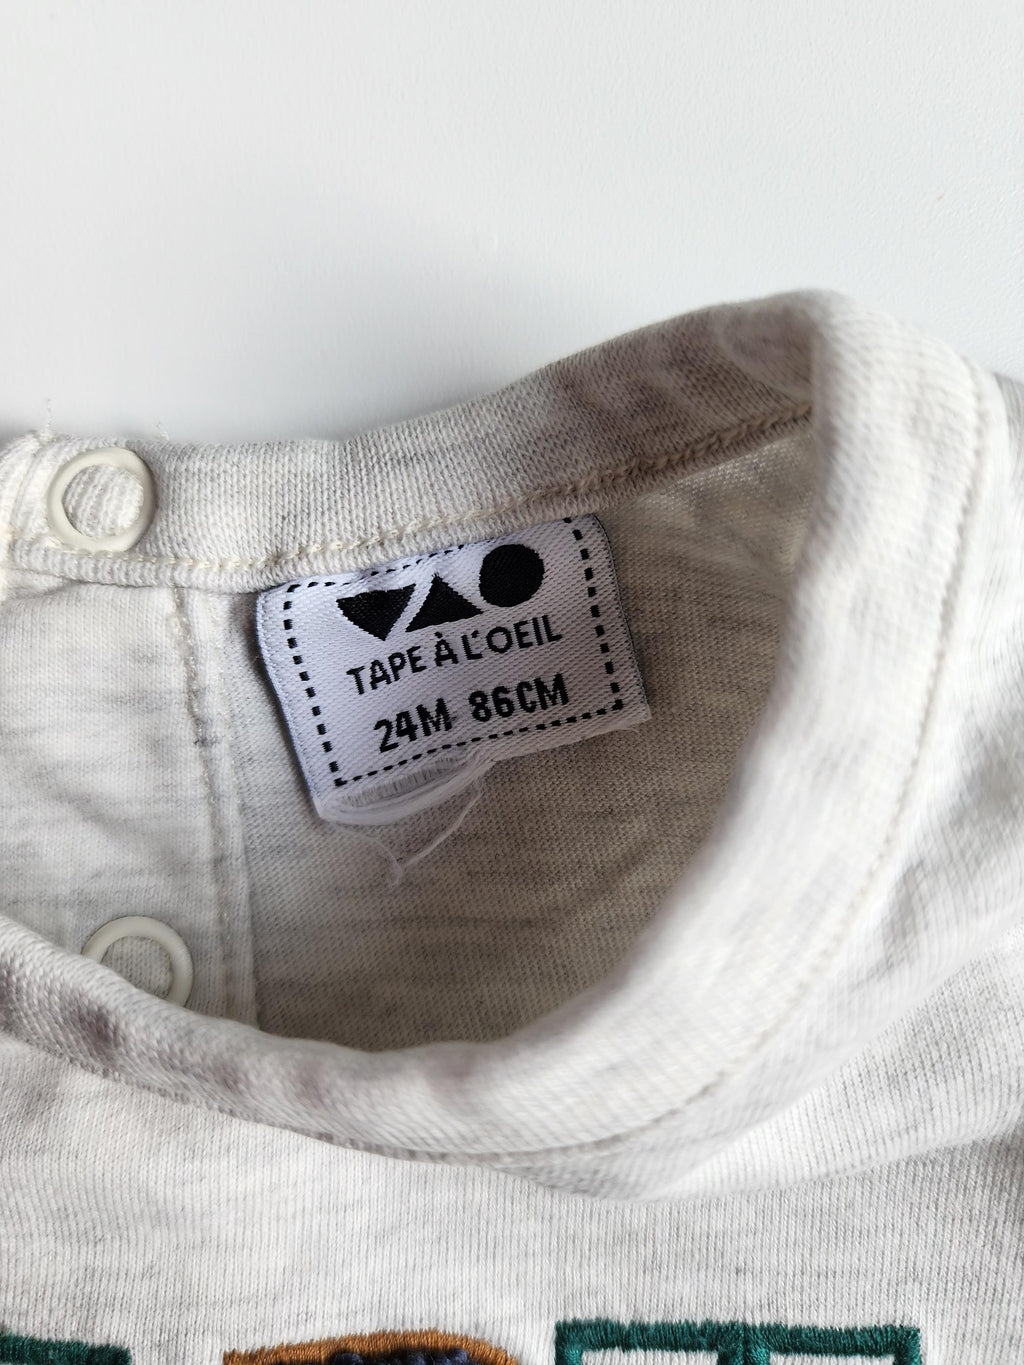 TAPE À L'OEIL
24M 86CM